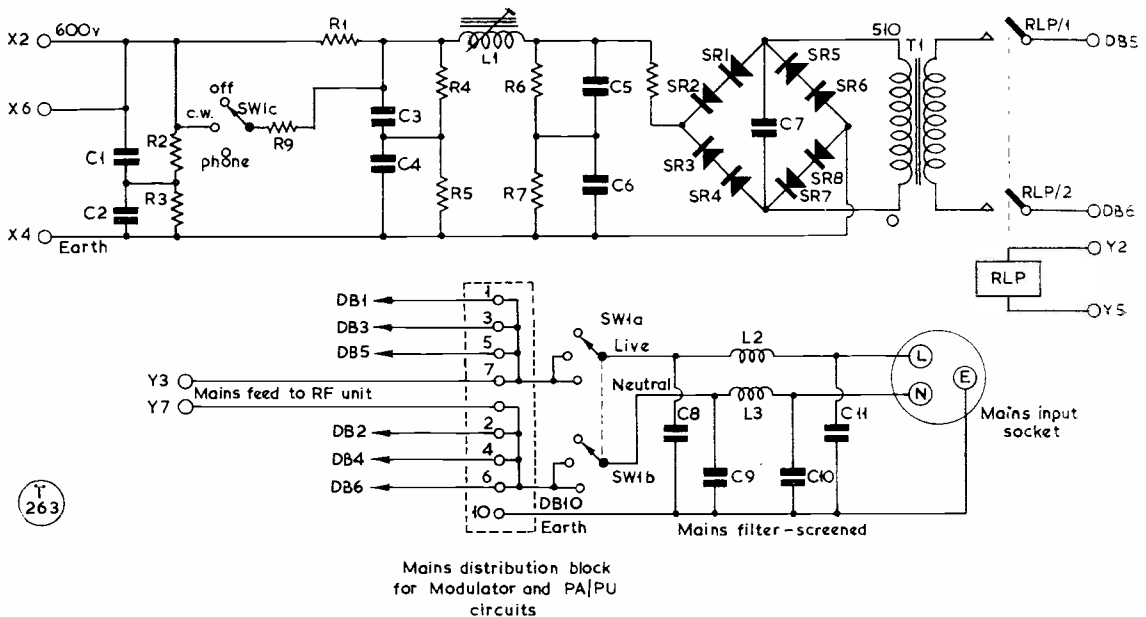 X2
600v
R1
L1
510
T1
RLP/1
DB5
X6
off
SW1c
c.w.
phone
R9
C1
R2
C2
R3
C3
C4
R4
R5
R6
R7
C5
C6
SR1
SR2
SR3
SR4
SR5
SR6
SR7
SR8
C7
O
X4
Earth
RLP/2
DB6
Y2
RLP
Y5
DB1
1
DB3
3
DB5
5
Y3
Mains feed to RF unit
7
Y7
DB2
2
DB4
4
DB6
6
10
DB10
Earth
SW1a
Live
Neutral
SW1b
L2
L3
C8
C9
C10
C11
L
N
E
Mains input
socket
Mains filter-screened
T
263
Mains distribution block
for Modulator and PA/PU
circuits